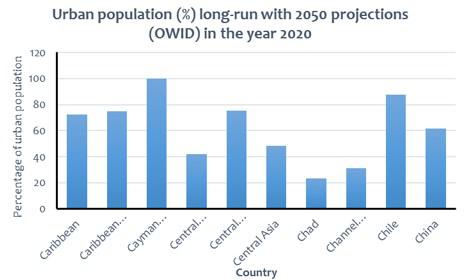 Urban population (%) long-run with 2050 projections
(OWID) in the year 2020
Percentage of urban population
120
100
80
60
40
20
0
Caribbean
Caribbean...
Cayman...
Central...
Central...
Central Asia
Chad
Channel...
Chile
China
Country